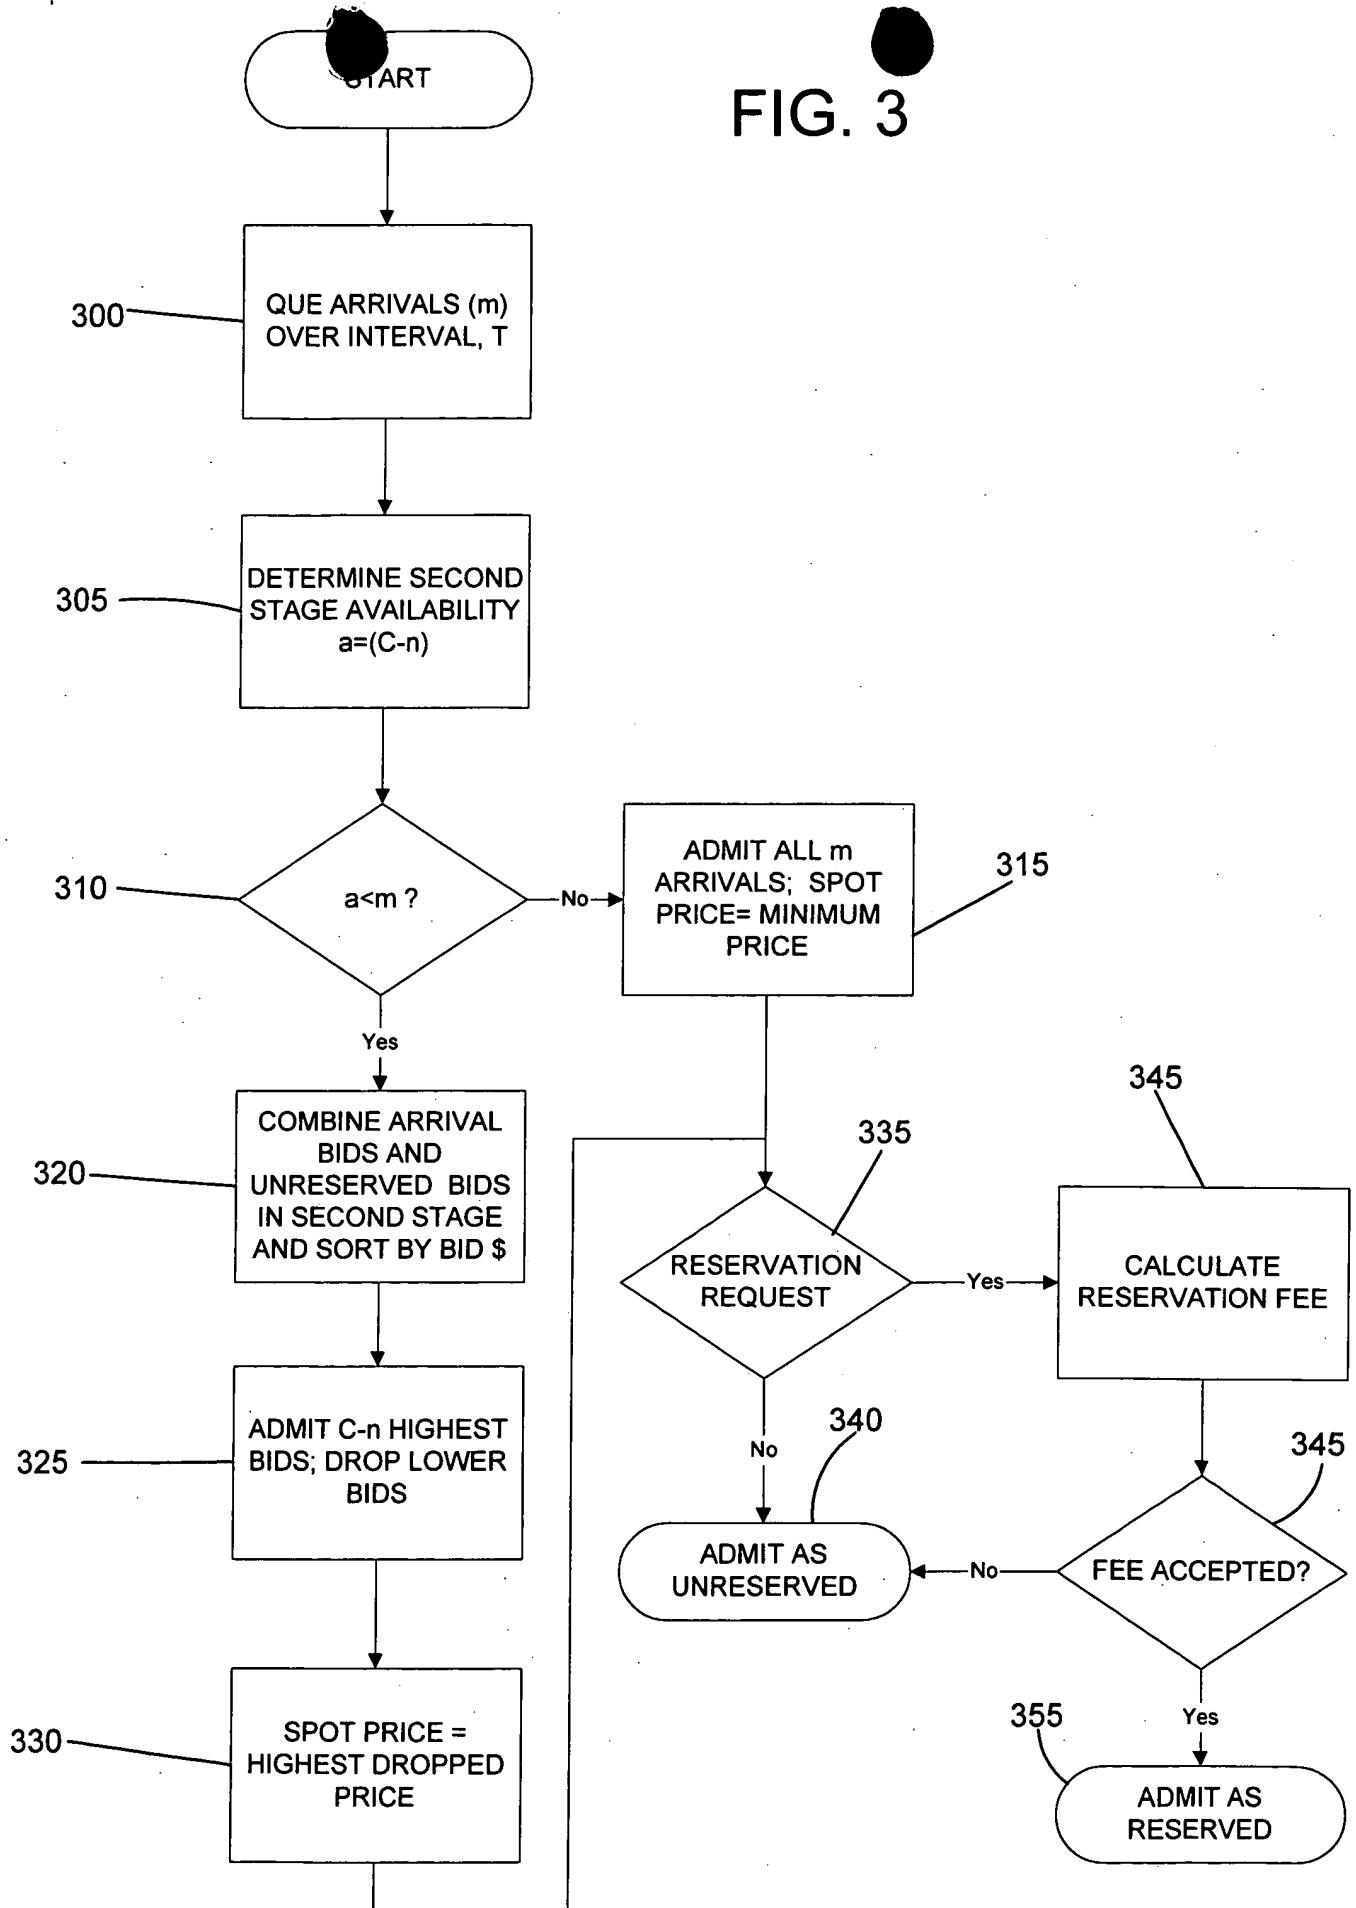 START
FIG. 3
300
QUE ARRIVALS (m)
OVER INTERVAL, T
305
DETERMINE SECOND
STAGE AVAILABILITY
a=(C-n)
310
a<m ?
No
ADMIT ALL m
ARRIVALS; SPOT
PRICE= MINIMUM
PRICE
315
Yes
320
COMBINE ARRIVAL
BIDS AND
UNRESERVED BIDS
IN SECOND STAGE
AND SORT BY BID $
335
RESERVATION
REQUEST
Yes
345
CALCULATE
RESERVATION FEE
325
ADMIT C-n HIGHEST
BIDS; DROP LOWER
BIDS
No
340
ADMIT AS
UNRESERVED
No
345
FEE ACCEPTED?
330
SPOT PRICE =
HIGHEST DROPPED
PRICE
Yes
355
ADMIT AS
RESERVED